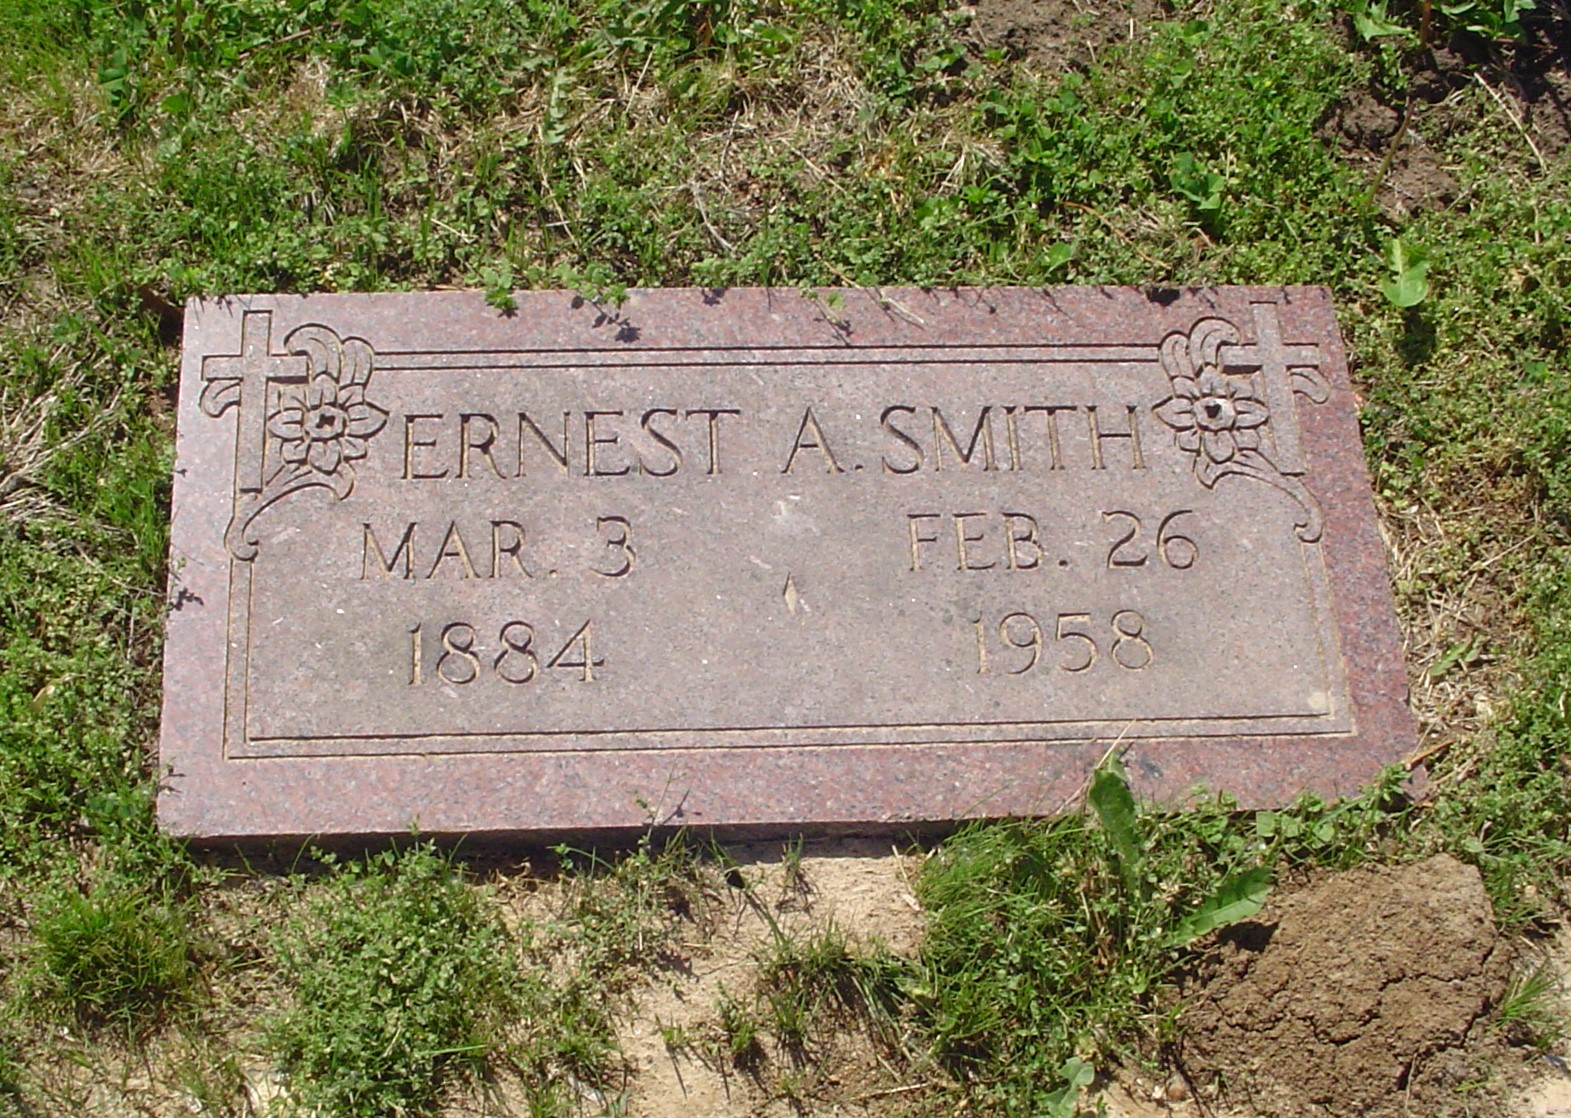 ERNEST A. SMITH
MAR. 3 FEB. 26
1884 1958